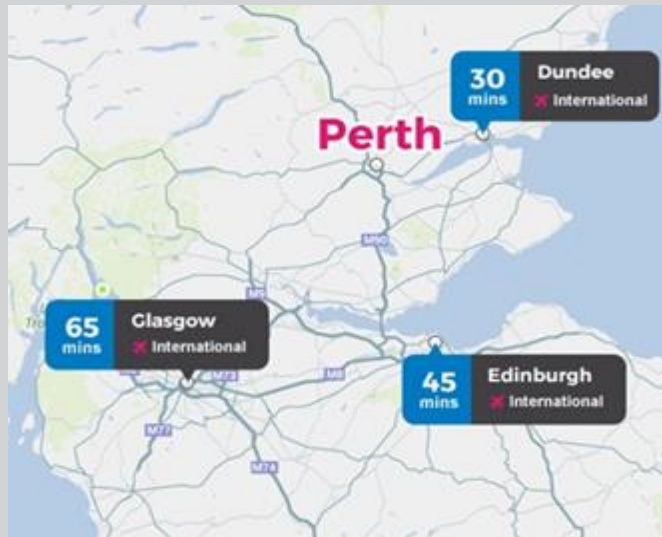 30
mins
Dundee
International
Perth
M90
M9
65
mins
Glasgow
International
M73
M8
45
mins
Edinburgh
International
M77
M74